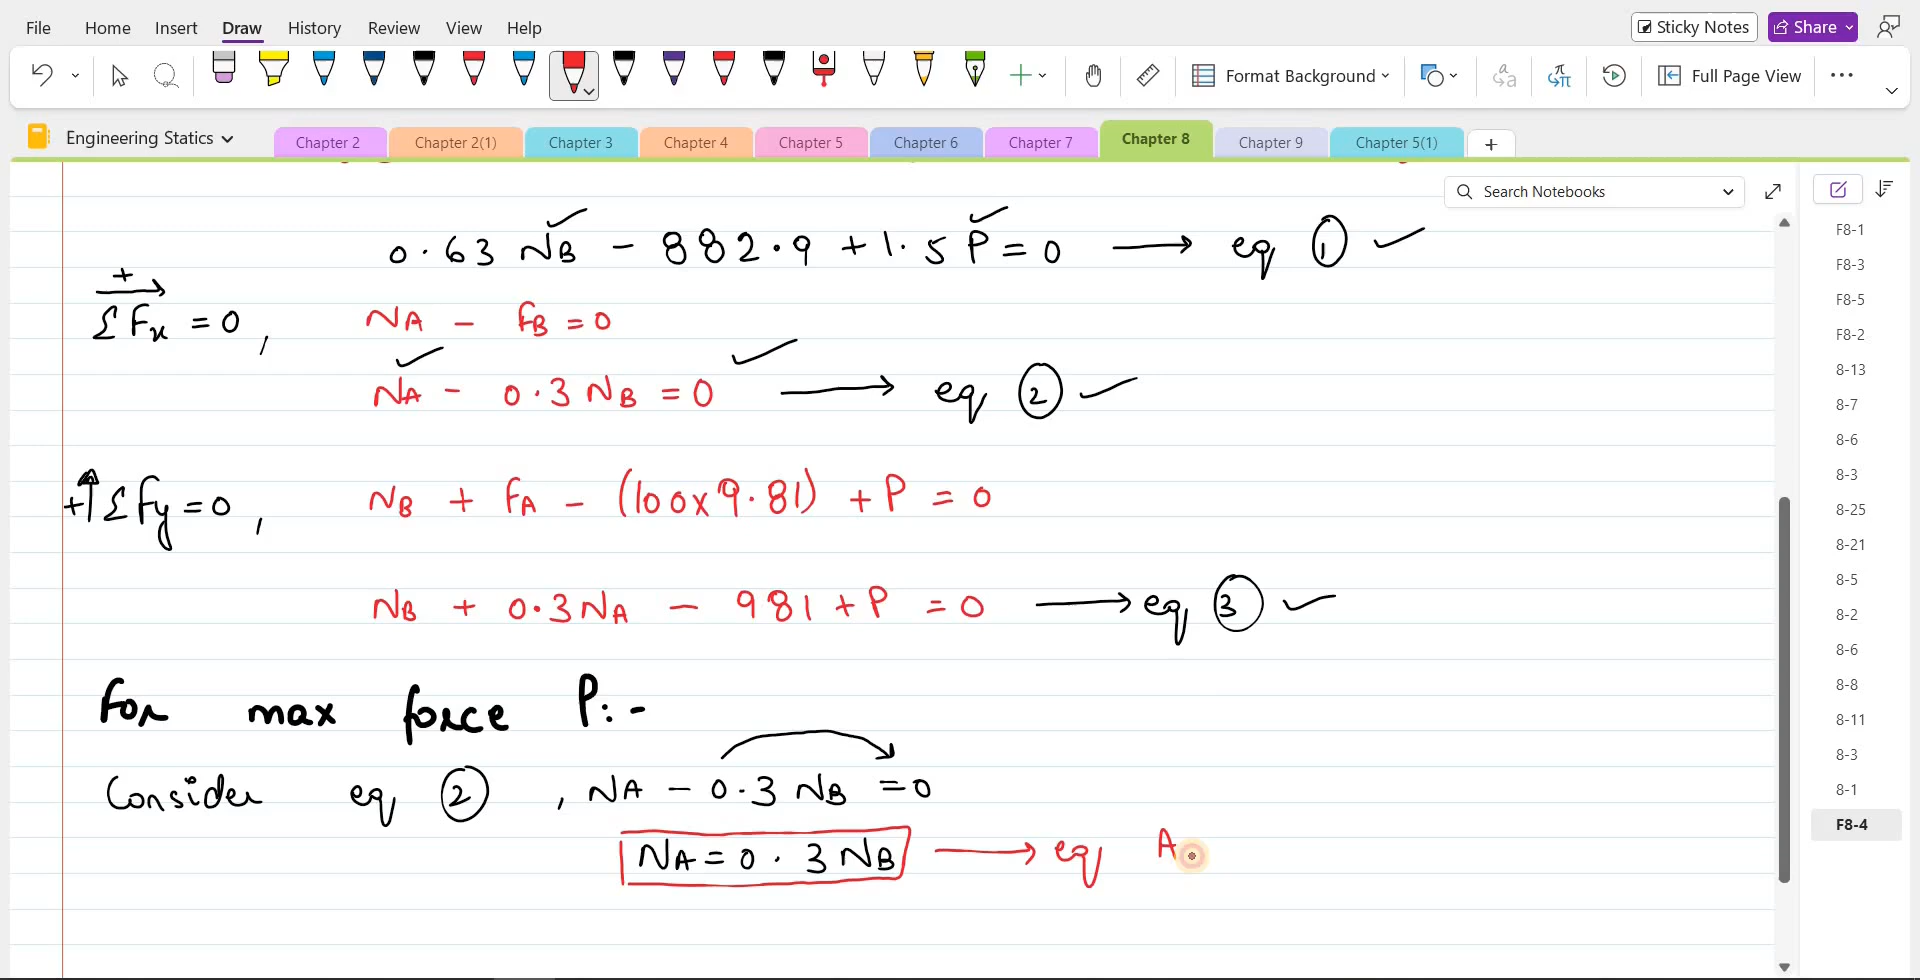 File Home Insert Draw History Review View Help Sticky Notes Share
Format Background Full Page View
Engineering Statics Chapter 2 Chapter 2(1) Chapter 3 Chapter 4 Chapter 5 Chapter 6 Chapter 7 Chapter 8 Chapter 9 Chapter 5(1)
Search Notebooks
0.63 NB - 882.9 + 1.5 P = 0 → eq ① ✓
+→ ΣFx = 0, NA - FB = 0
NA - 0.3 NB = 0 → eq ② ✓
+↑ ΣFy = 0, NB + FA - (100x9.81) + P = 0
NB + 0.3 NA - 981 + P = 0 → eq ③ ✓
For max force P:-
Consider eq ②, NA - 0.3 NB = 0
NA = 0.3 NB → eq A
F8-1
F8-3
F8-5
F8-2
8-13
8-7
8-6
8-3
8-25
8-21
8-5
8-2
8-6
8-8
8-11
8-3
8-1
F8-4